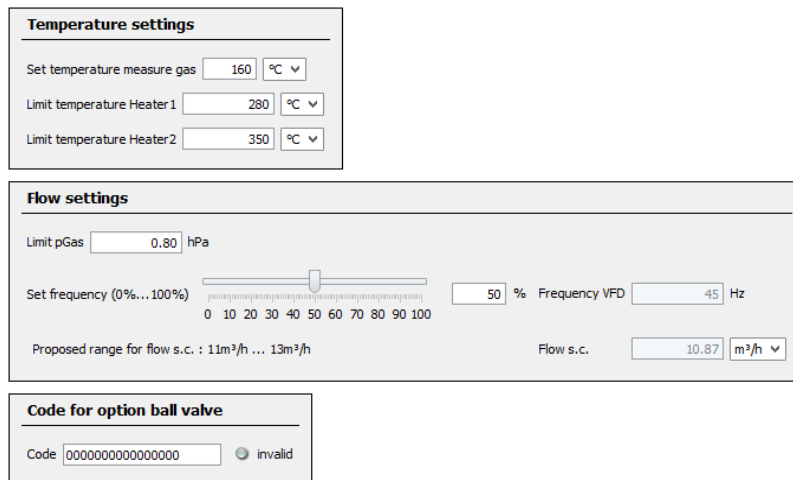 Temperature settings
Set temperature measure gas 160 °C
Limit temperature Heater1 280 °C
Limit temperature Heater2 350 °C
Flow settings
Limit pGas 0.80 hPa
Set frequency (0%...100%) 50 % Frequency VFD 45 Hz
0 10 20 30 40 50 60 70 80 90 100
Proposed range for flow s.c. : 11m³/h ... 13m³/h Flow s.c. 10.87 m³/h
Code for option ball valve
Code 0000000000000000 invalid